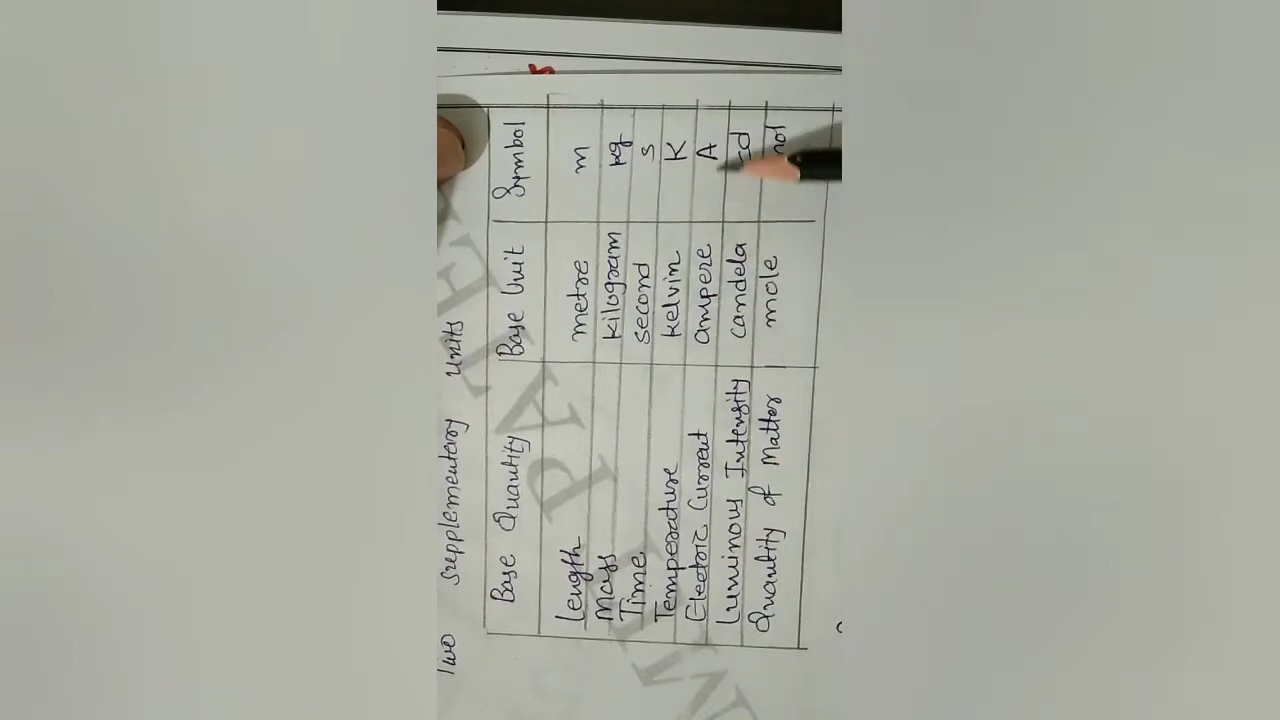 Two Supplementary Units
Base Quantity Base Unit Symbol
Length metre m
Mass kilogram kg
Time second s
Temperature kelvin K
Electric Current ampere A
Luminous Intensity candela cd
Quantity of Matter mole mol